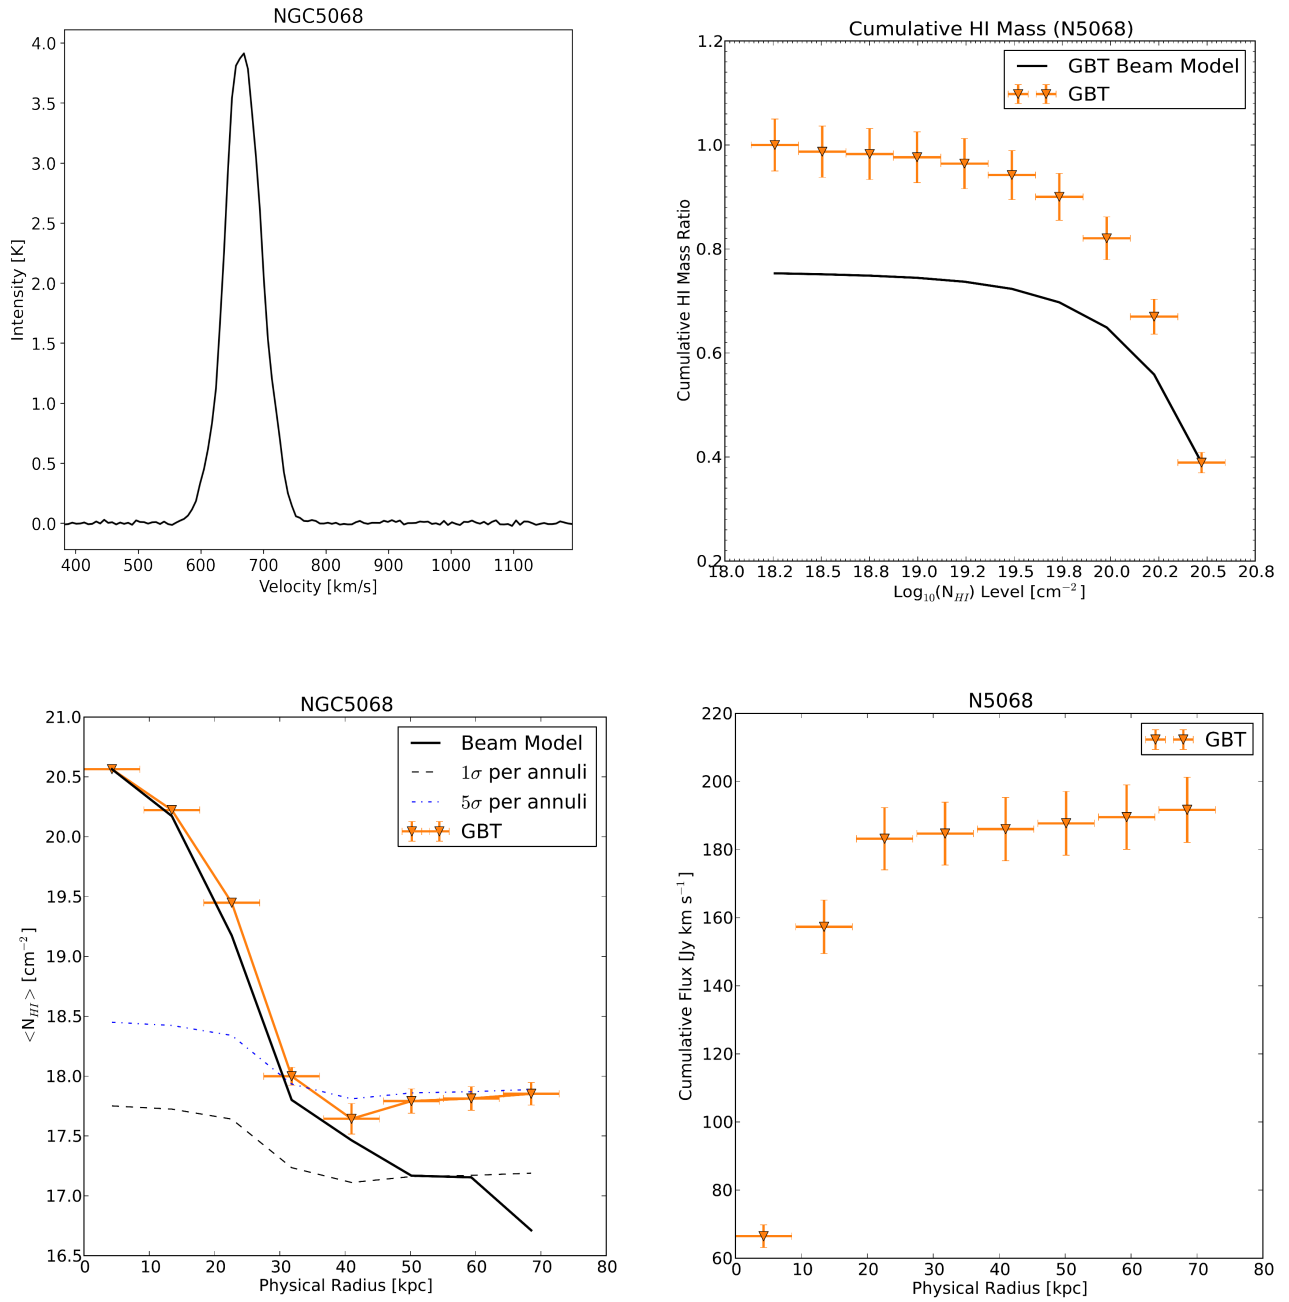 NGC5068
4.0
3.5
3.0
2.5
2.0
1.5
1.0
0.5
0.0
Intensity [K]
400 500 600 700 800 900 1000 1100
Velocity [km/s]
Cumulative HI Mass (N5068)
GBT Beam Model
GBT
1.2
1.0
0.8
0.6
0.4
0.2
Cumulative HI Mass Ratio
18.0 18.2 18.5 18.8 19.0 19.2 19.5 19.8 20.0 20.2 20.5 20.8
Log₁₀(N_HI) Level [cm⁻²]
NGC5068
Beam Model
1σ per annuli
5σ per annuli
GBT
21.0
20.5
20.0
19.5
19.0
18.5
18.0
17.5
17.0
16.5
<N_HI> [cm⁻²]
0 10 20 30 40 50 60 70 80
Physical Radius [kpc]
N5068
GBT
220
200
180
160
140
120
100
80
60
Cumulative Flux [Jy km s⁻¹]
0 10 20 30 40 50 60 70 80
Physical Radius [kpc]